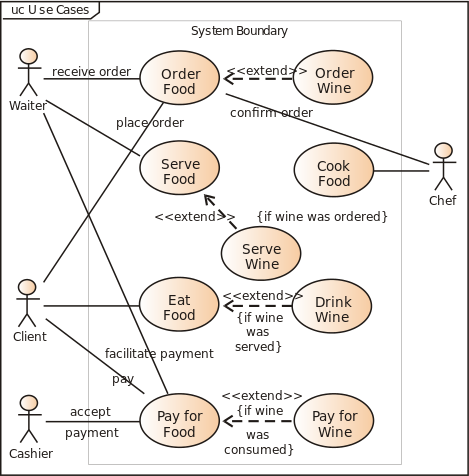 uc Use Cases
System Boundary
receive order
Order
Food
<<extend>>
Order
Wine
Waiter
place order
confirm order
Serve
Food
Cook
Food
Chef
<<extend>>
{if wine was ordered}
Serve
Wine
Client
Eat
Food
<<extend>>
{if wine
was
served}
Drink
Wine
facilitate payment
pay
Cashier
accept
payment
Pay for
Food
<<extend>>
{if wine
was
consumed}
Pay for
Wine